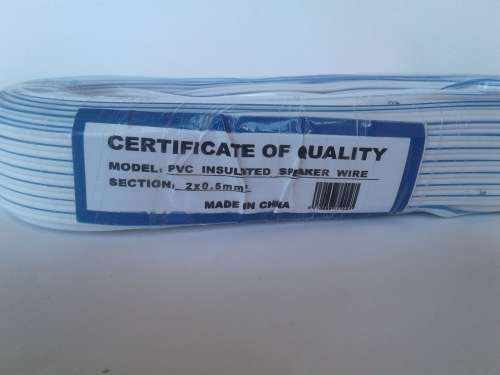 CERTIFICATE OF QUALITY
MODEL: PVC INSULATED SPEAKER WIRE
SECTION: 2x0.5mm²
MADE IN CHINA